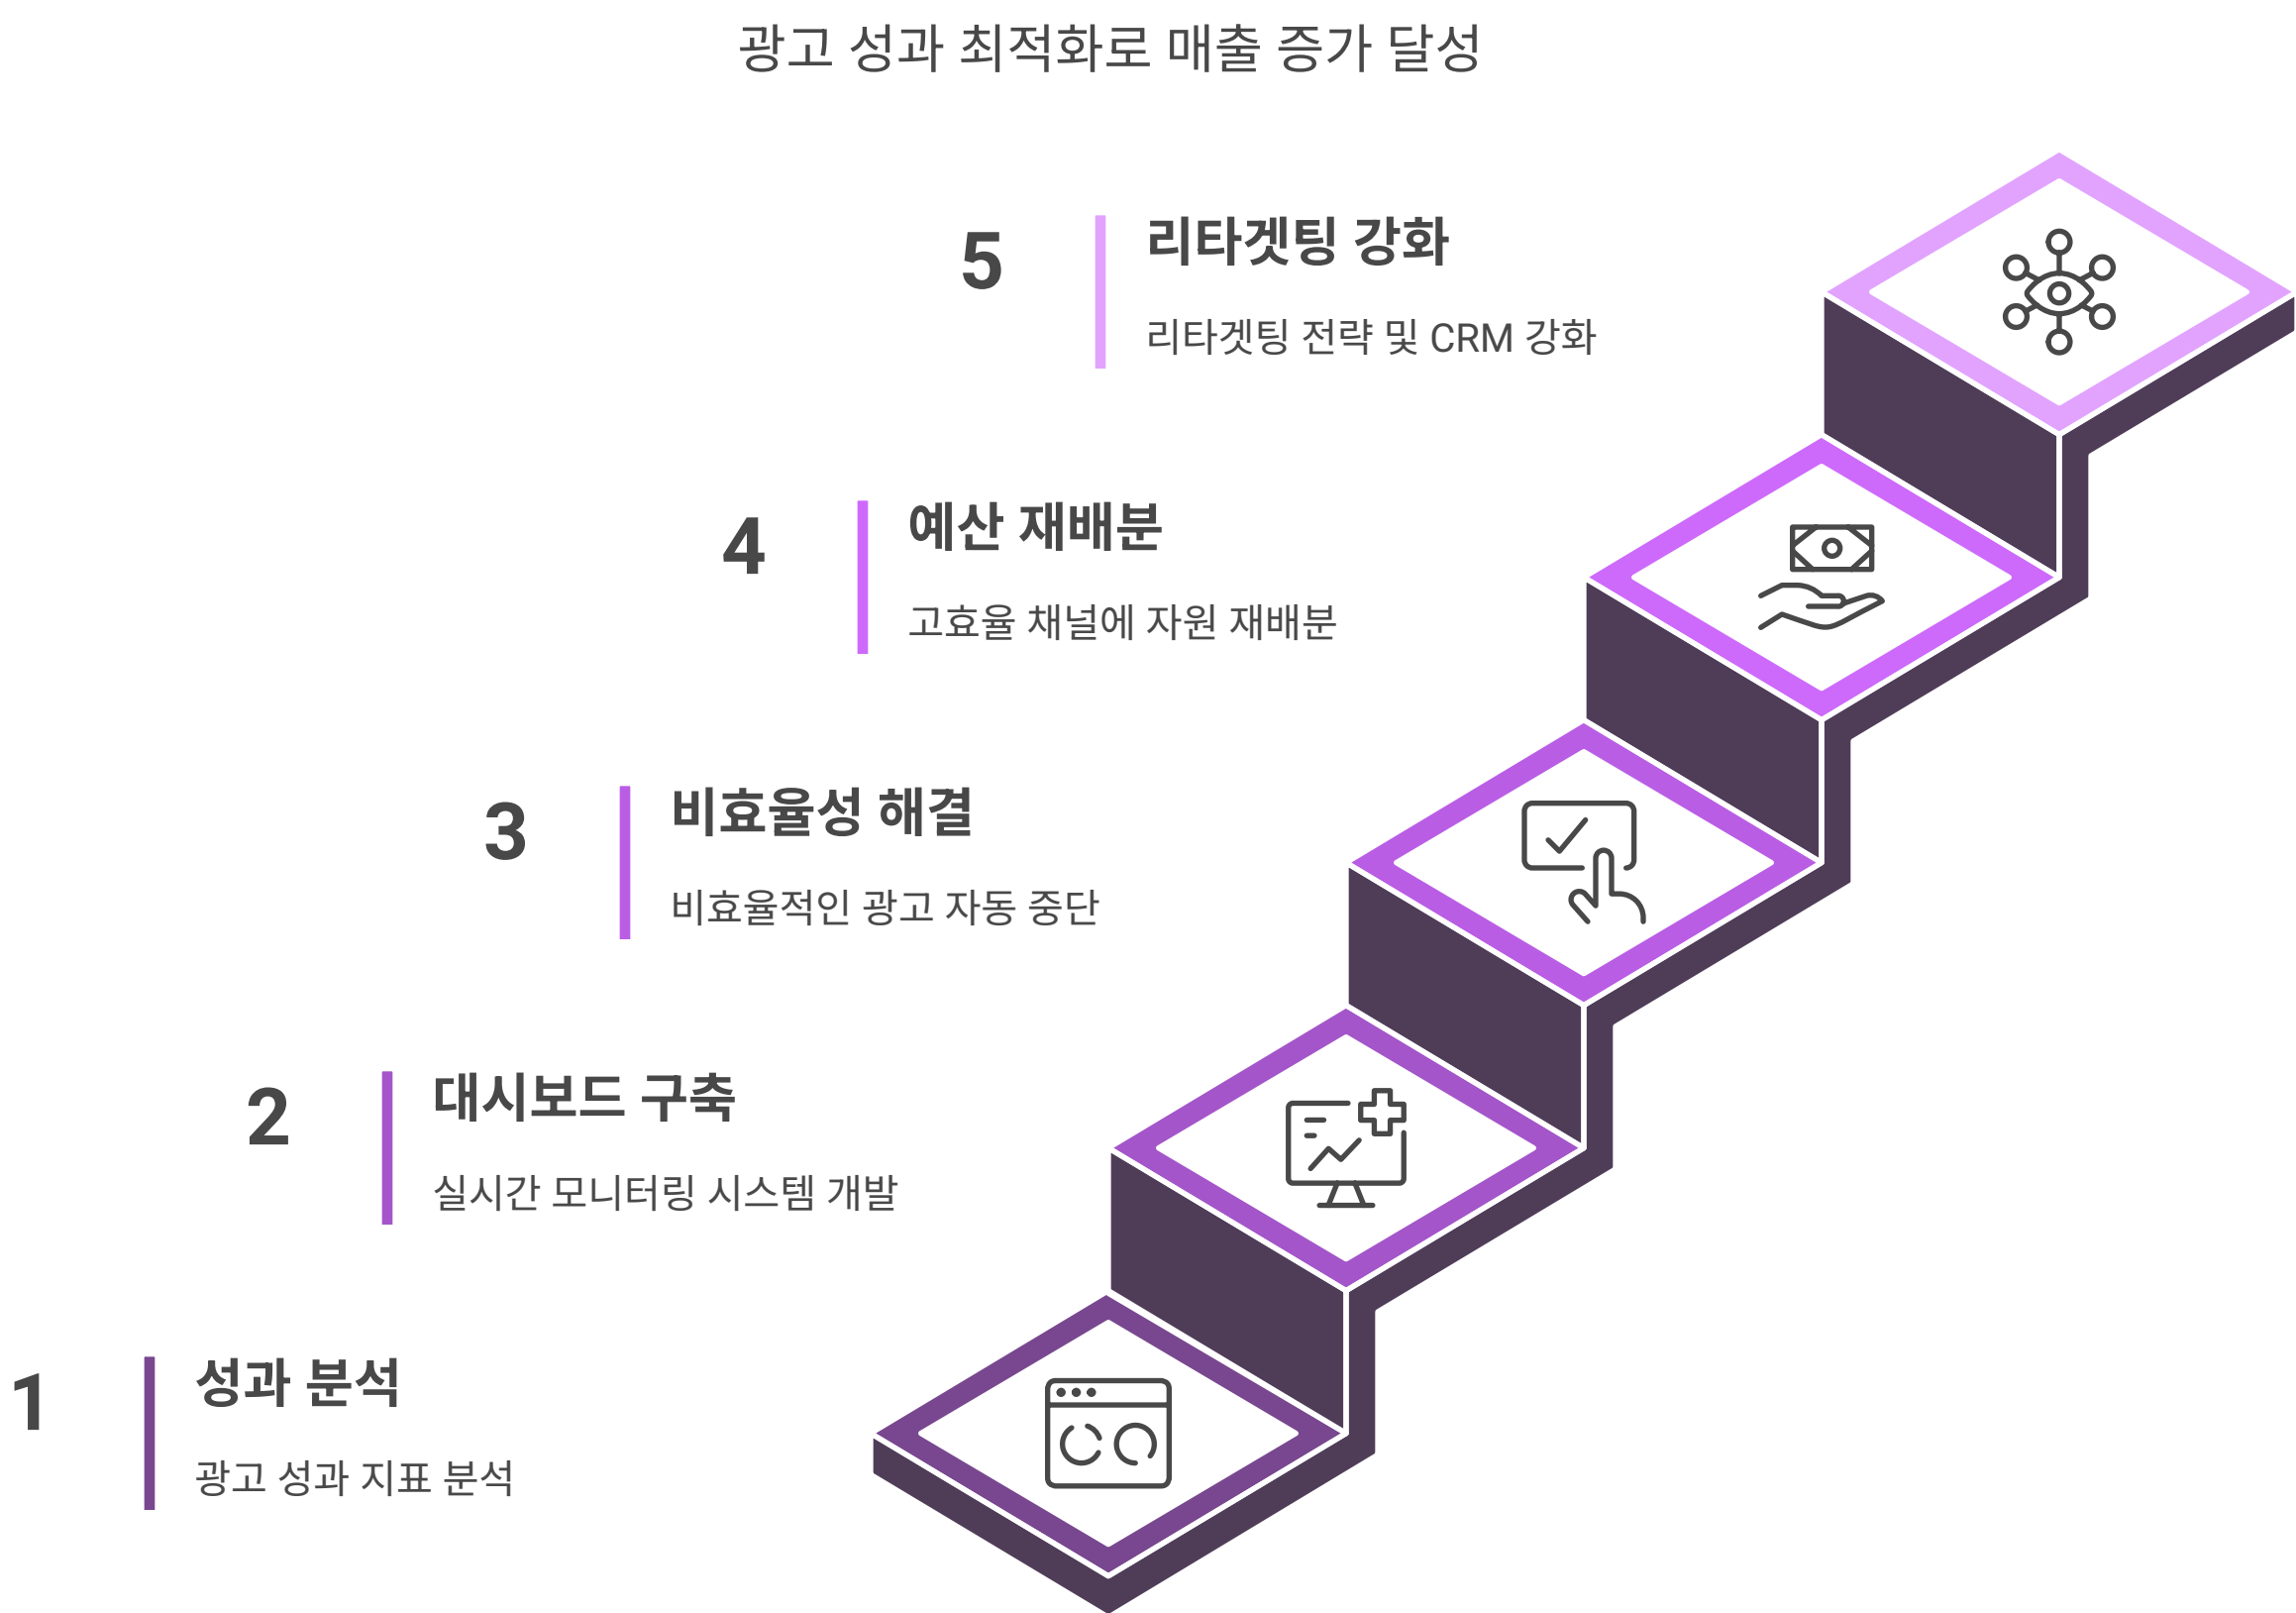 광고 성과 최적화로 매출 증가 달성
5
리타겟팅 강화
리타겟팅 전략 및 CRM 강화
4
예산 재배분
고효율 채널에 자원 재배분
3
비효율성 해결
비효율적인 광고 자동 중단
2
대시보드 구축
실시간 모니터링 시스템 개발
1
성과 분석
광고 성과 지표 분석